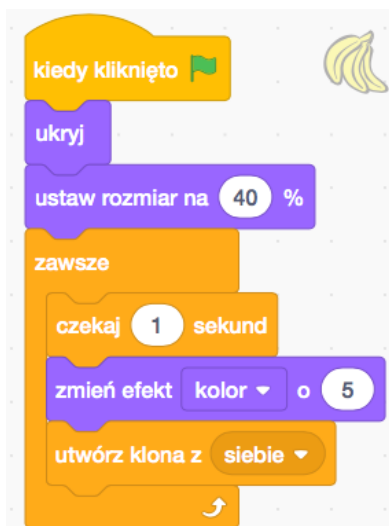 kiedy kliknięto
ukryj
ustaw rozmiar na 40 %
zawsze
czekaj 1 sekund
zmień efekt kolor o 5
utwórz klona z siebie